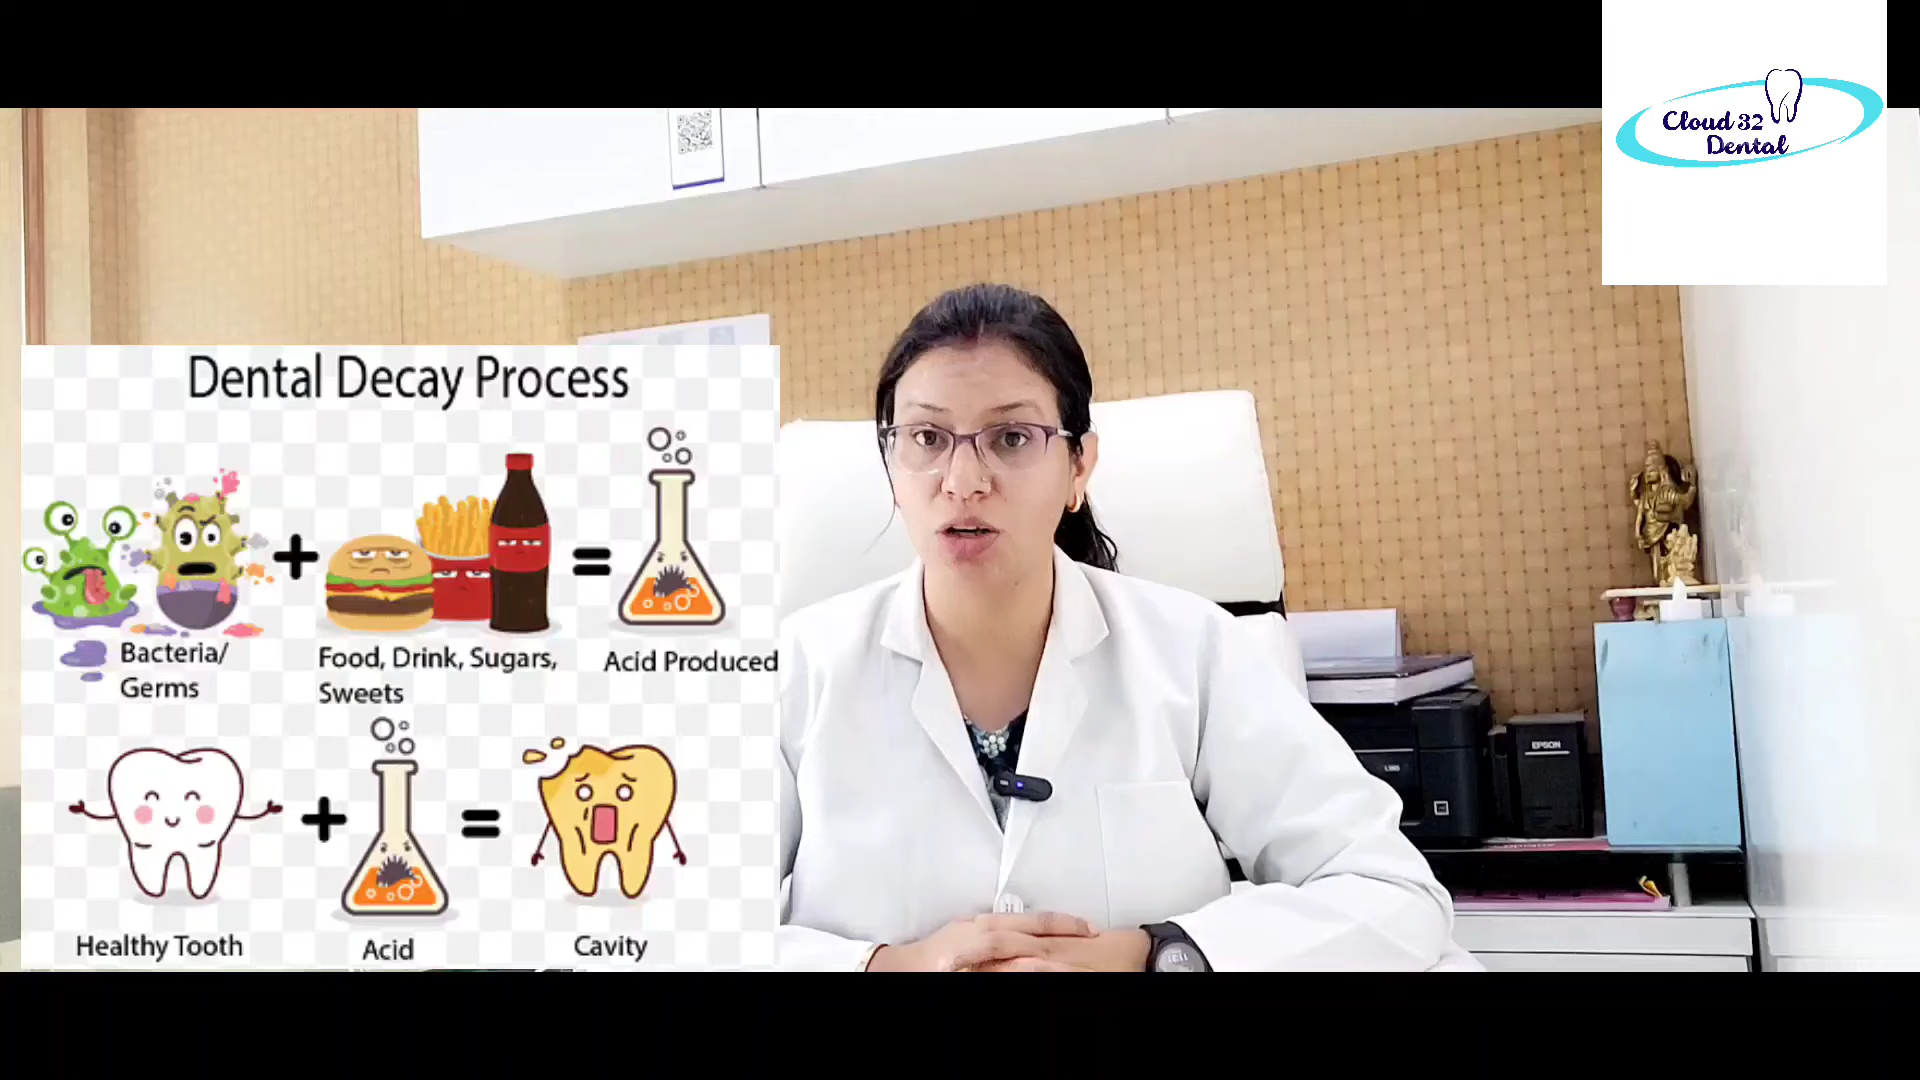 Cloud 32
Dental
Dental Decay Process
Bacteria/
Germs
Food, Drink, Sugars,
Sweets
Acid Produced
Healthy Tooth
Acid
Cavity
EPSON